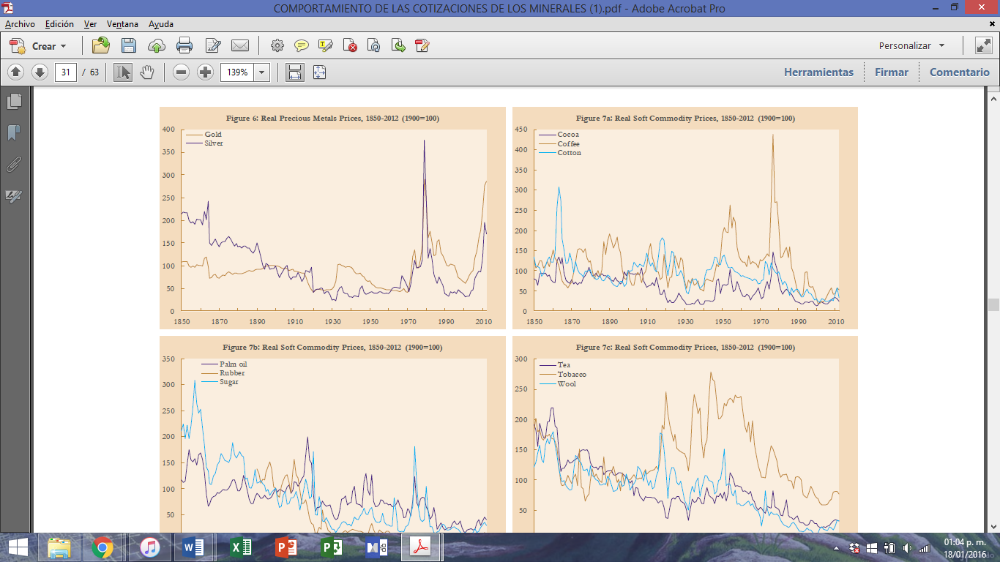 COMPORTAMIENTO DE LAS COTIZACIONES DE LOS MINERALES (1).pdf - Adobe Acrobat Pro
Archivo Edición Ver Ventana Ayuda
Crear
Personalizar
31 / 63
139%
Herramientas Firmar Comentario
Figure 6: Real Precious Metals Prices, 1850-2012 (1900=100)
Gold
Silver
400
350
300
250
200
150
100
50
0
1850 1870 1890 1910 1930 1950 1970 1990 2010
Figure 7a: Real Soft Commodity Prices, 1850-2012 (1900=100)
Cocoa
Coffee
Cotton
450
400
350
300
250
200
150
100
50
0
1850 1870 1890 1910 1930 1950 1970 1990 2010
Figure 7b: Real Soft Commodity Prices, 1850-2012 (1900=100)
Palm oil
Rubber
Sugar
350
300
250
200
150
100
50
Figure 7c: Real Soft Commodity Prices, 1850-2012 (1900=100)
Tea
Tobacco
Wool
300
250
200
150
100
50
01:04 p. m.
18/01/2016